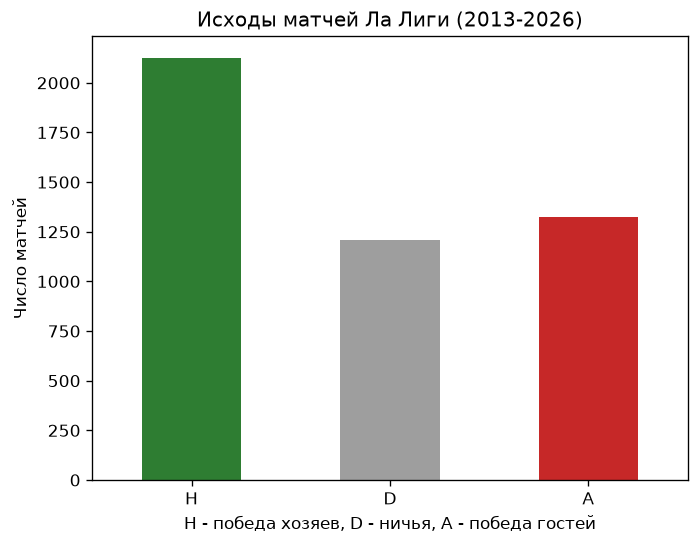 Исходы матчей Ла Лиги (2013-2026)
Число матчей
2000
1750
1500
1250
1000
750
500
250
0
H
D
A
H - победа хозяев, D - ничья, A - победа гостей